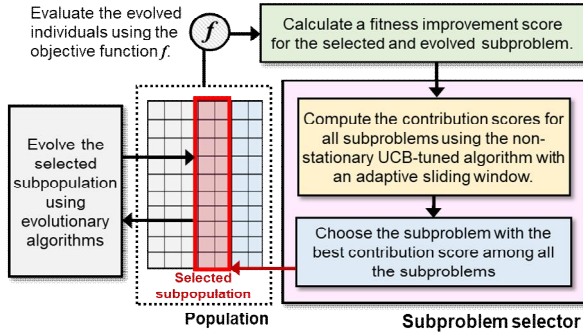 Evaluate the evolved
individuals using the
objective function f.
f
Calculate a fitness improvement score
for the selected and evolved subproblem.
Evolve the
selected
subpopulation
using
evolutionary
algorithms
Compute the contribution scores for
all subproblems using the non-
stationary UCB-tuned algorithm with
an adaptive sliding window.
Choose the subproblem with the
best contribution score among all
the subproblems
Selected
subpopulation
Population
Subproblem selector